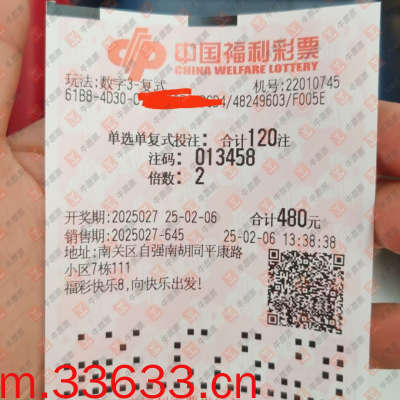 中国福利彩票
CHINA WELFARE LOTTERY
玩法:数字3-复式
机号:22010745
61B8-4D30-
/48249603/F005E
单选单复式投注: 合计120注
注码: 013458
倍数: 2
开奖期:2025027 25-02-06 合计480元
销售期:2025027-645 25-02-06 13:38:38
地址:南关区自强南胡同平康路
小区7栋111
福彩快乐8,向快乐出发!
m.33633.cn